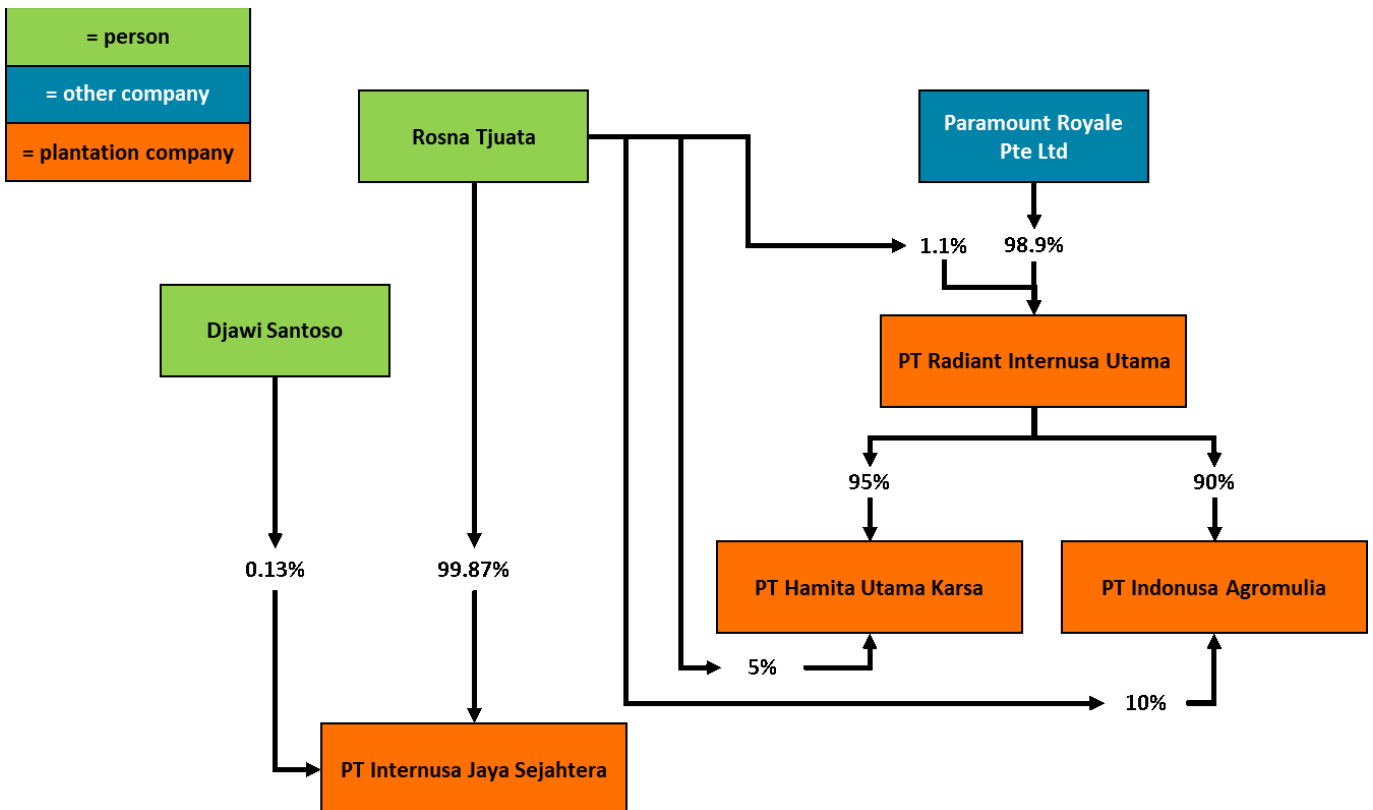 = person
= other company
= plantation company
Rosna Tjuata
Paramount Royale
Pte Ltd
1.1%
98.9%
Djawi Santoso
PT Radiant Internusa Utama
95%
90%
0.13%
99.87%
PT Hamita Utama Karsa
PT Indonusa Agromulia
5%
10%
PT Internusa Jaya Sejahtera